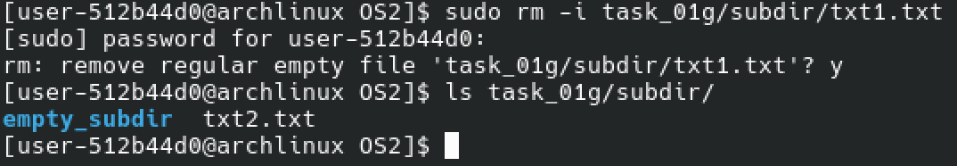 [user-512b44d0@archlinux OS2]$ sudo rm -i task_01g/subdir/txt1.txt
[sudo] password for user-512b44d0:
rm: remove regular empty file 'task_01g/subdir/txt1.txt'? y
[user-512b44d0@archlinux OS2]$ ls task_01g/subdir/
empty_subdir  txt2.txt
[user-512b44d0@archlinux OS2]$